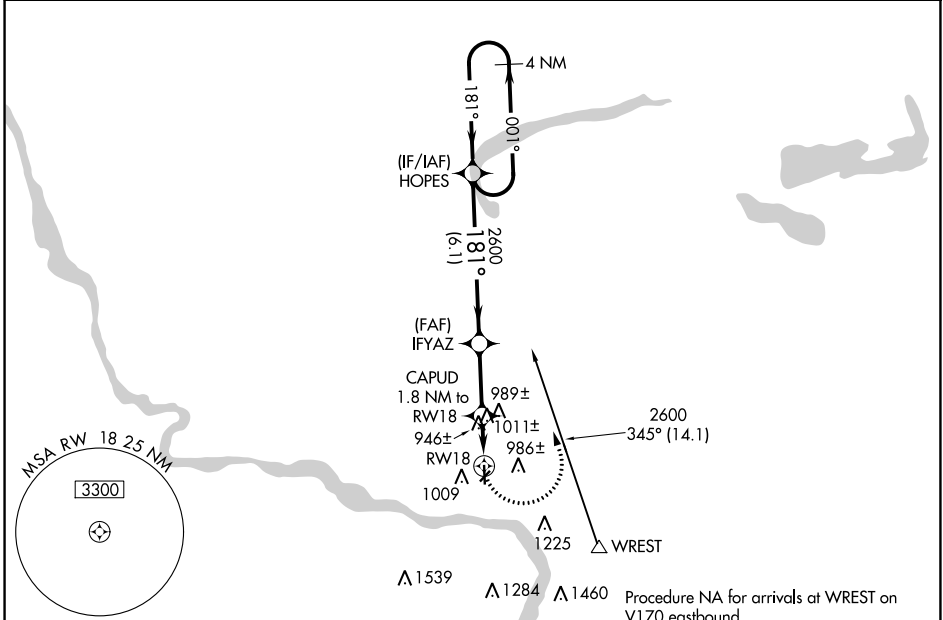 4 NM
181°
001°
(IF/IAF)
HOPES
2600
181°
(6.1)
(FAF)
IFYAZ
CAPUD
1.8 NM to
RW18
989±
1011±
946±
986±
RW18
1009
2600
345° (14.1)
MSA RW 18 25 NM
3300
1225
WREST
1539
1284
1460
Procedure NA for arrivals at WREST on
V170 eastbound